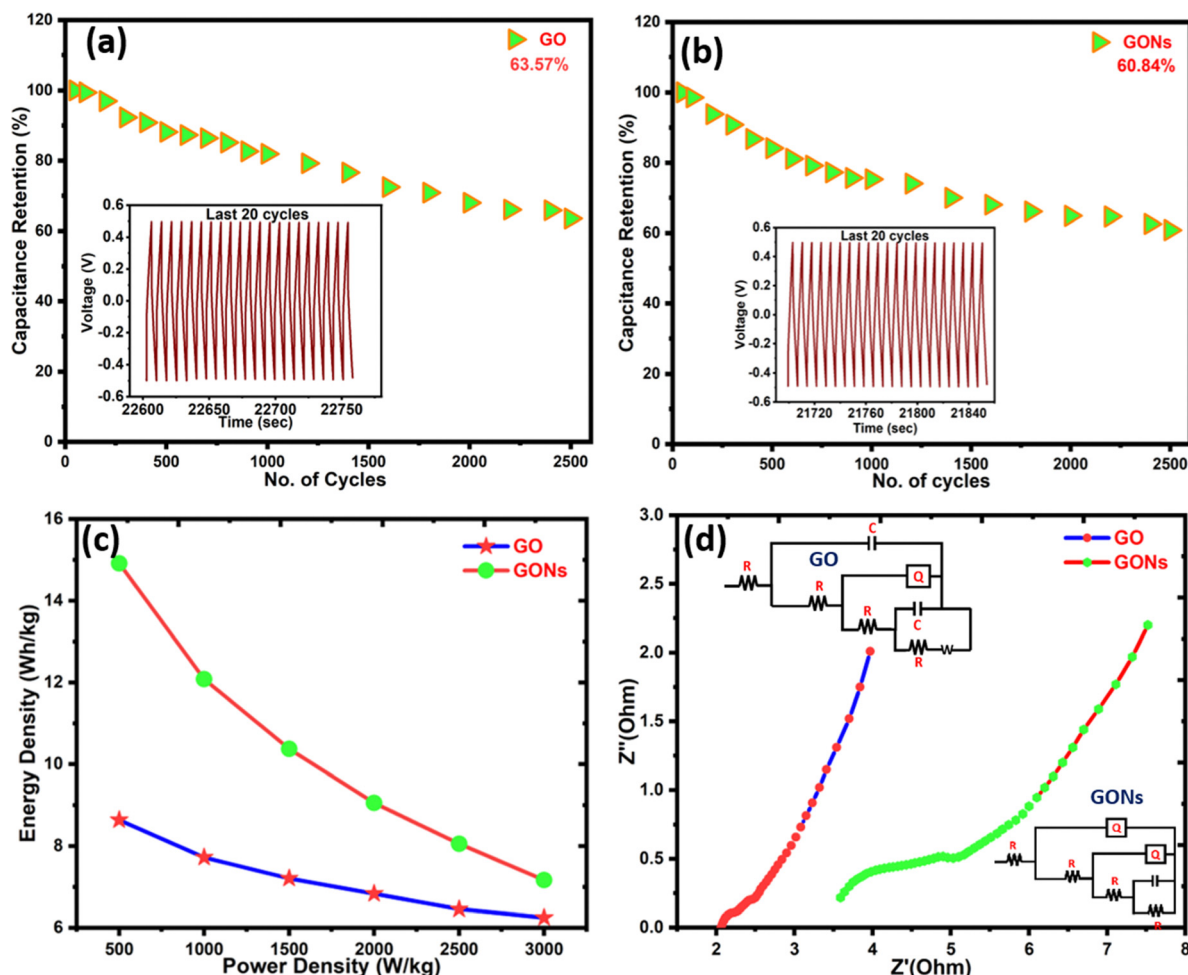 (a)
GO
63.57%
Capacitance Retention (%)
120
100
80
60
40
20
0
0 500 1000 1500 2000 2500
No. of Cycles
Last 20 cycles
Voltage (V)
0.6
0.4
0.2
0.0
-0.2
-0.4
-0.6
22600 22650 22700 22750
Time (sec)
(b)
GONs
60.84%
Capcitance Retention (%)
120
100
80
60
40
20
0
0 500 1000 1500 2000 2500
No. of cycles
Last 20 cycles
Voltage (V)
0.6
0.4
0.2
0.0
-0.2
-0.4
-0.6
21720 21760 21800 21840
Time (sec)
(c)
GO
GONs
Energy Density (Wh/kg)
16
14
12
10
8
6
500 1000 1500 2000 2500 3000
Power Density (W/kg)
(d)
GO
GONs
Z''(Ohm)
3.0
2.5
2.0
1.5
1.0
0.5
0.0
2 3 4 5 6 7 8
Z'(Ohm)
GO
C
R
R
Q
R
C
R
W
GONs
Q
R
Q
R
R
R